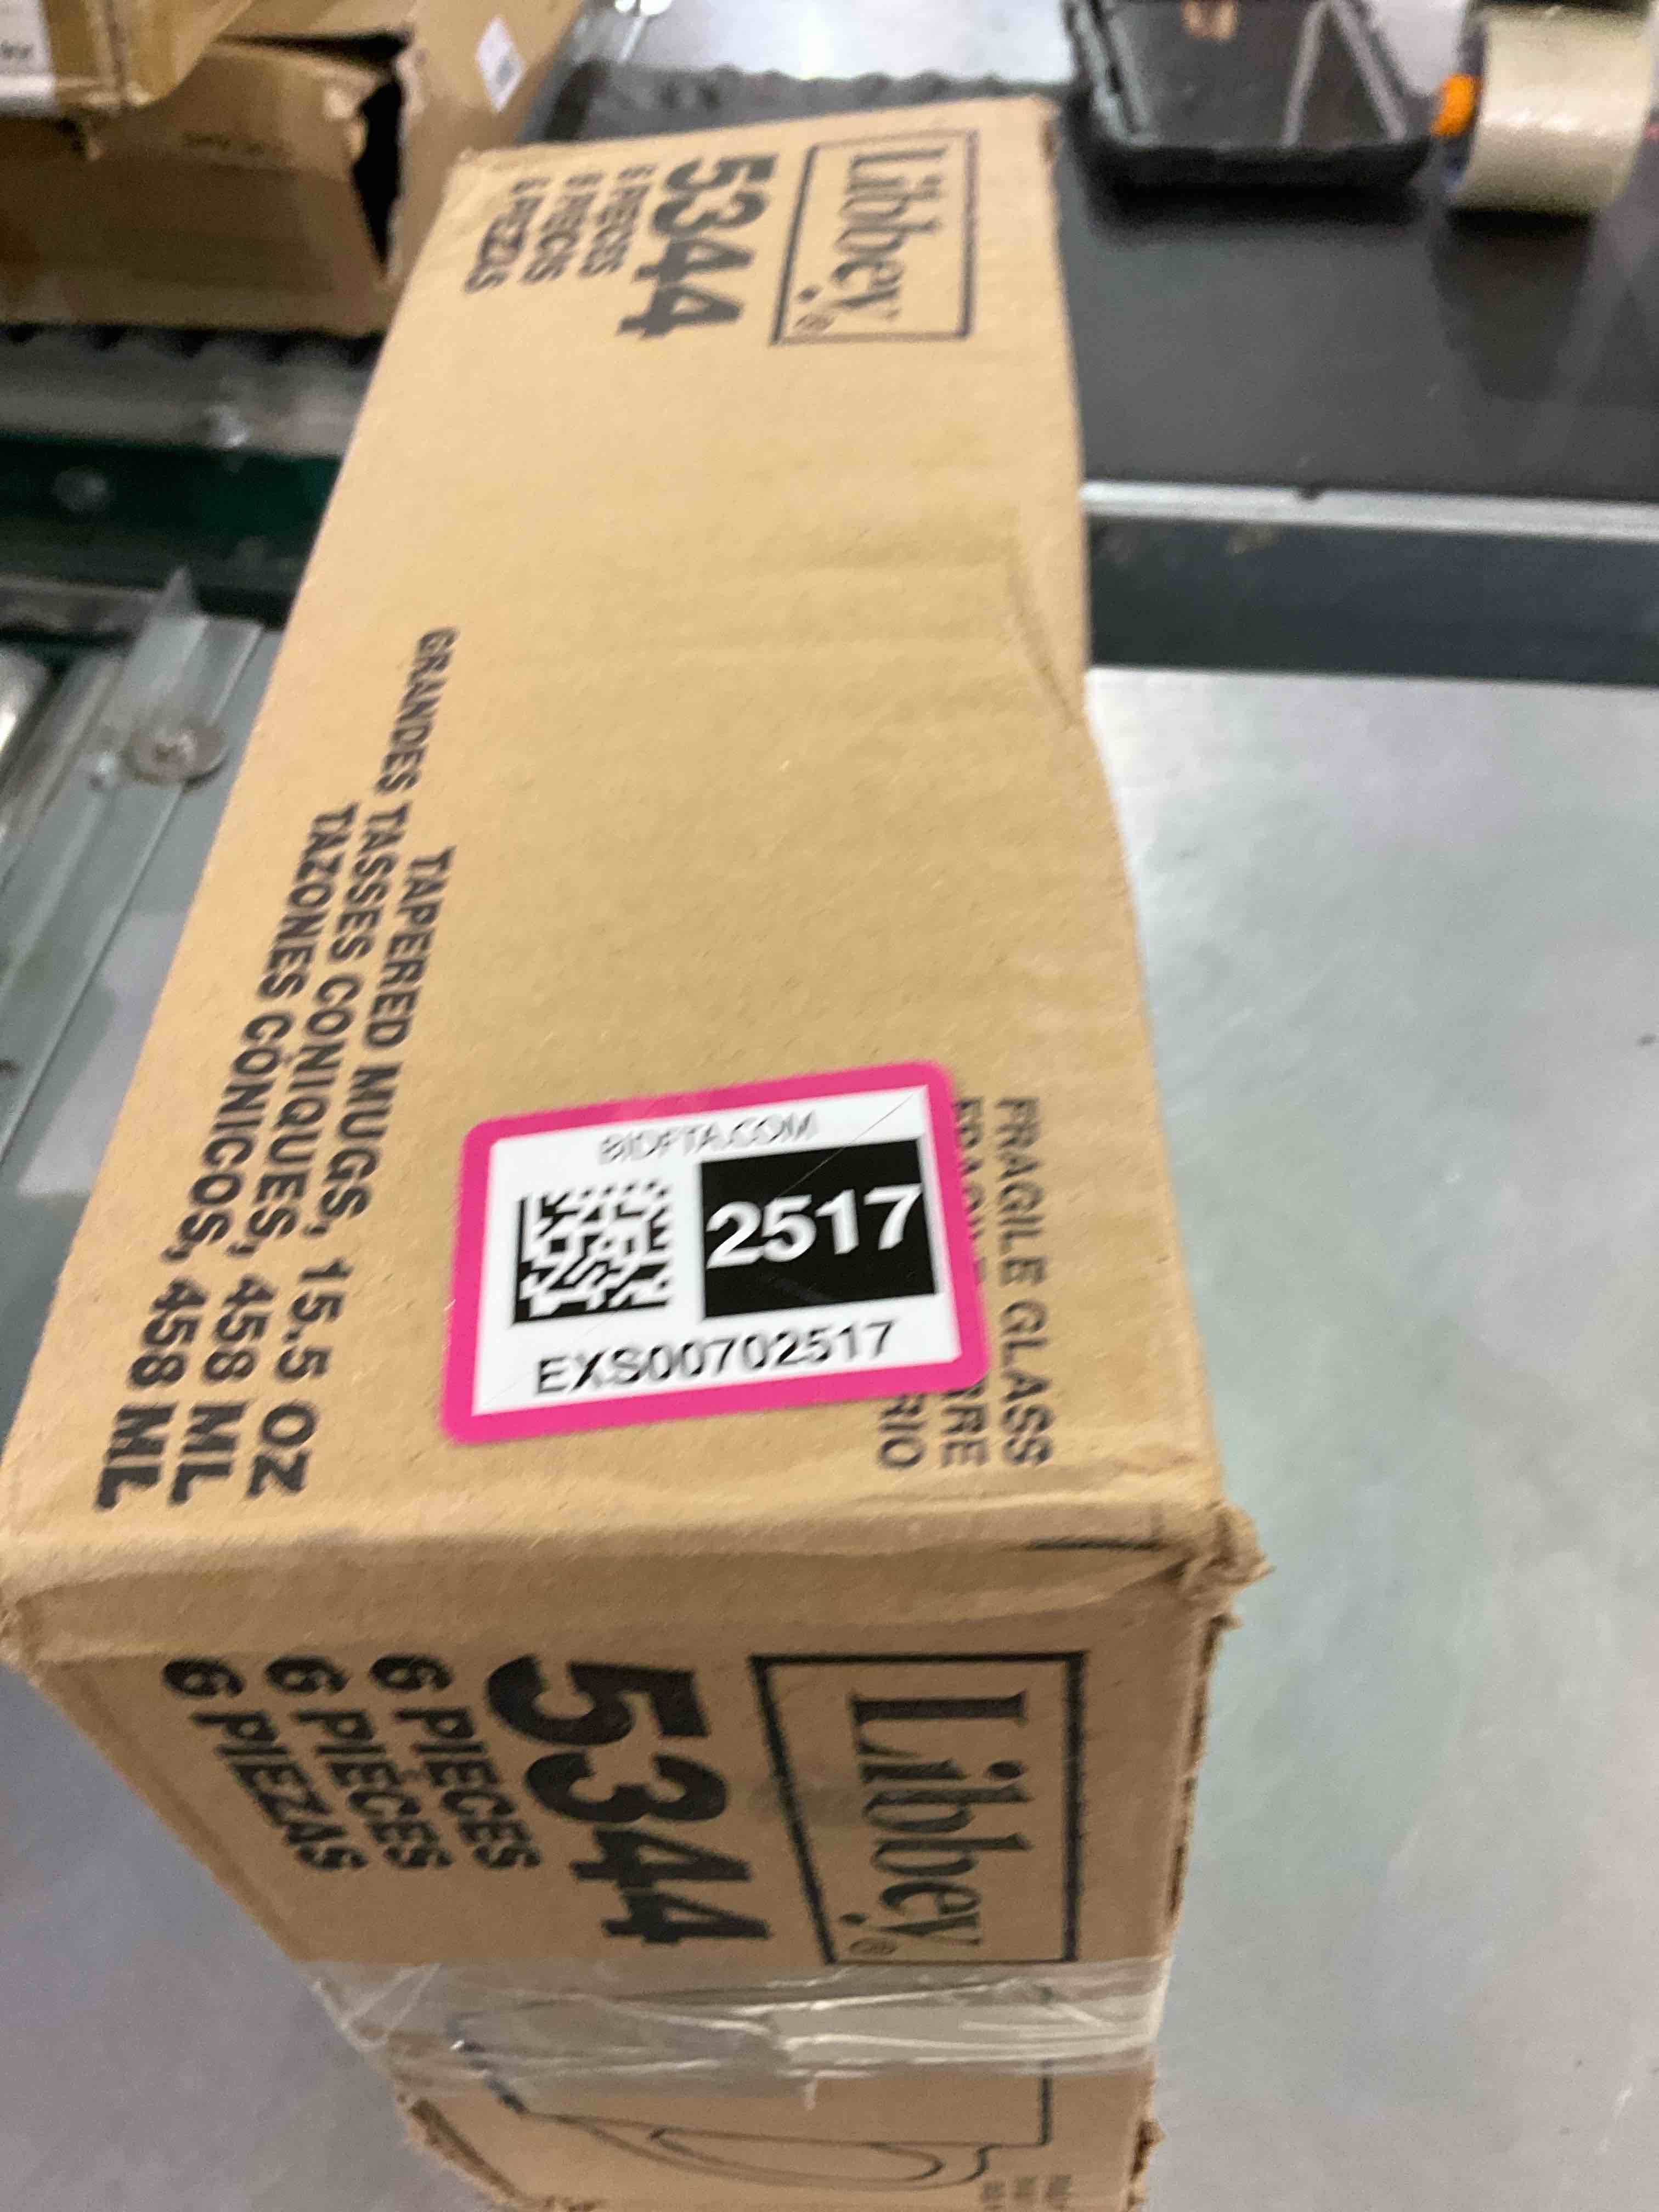 Libbey®
5344
6 PIECES
6 PIÈCES
6 PIEZAS
TAPERED MUGS, 15.5 OZ
GRANDES TASSES CONIQUES, 458 ML
TAZONES CÓNICOS, 458 ML
FRAGILE GLASS
BIDFTA.COM
2517
EXS00702517
Libbey®
5344
6 PIECES
6 PIÈCES
6 PIEZAS